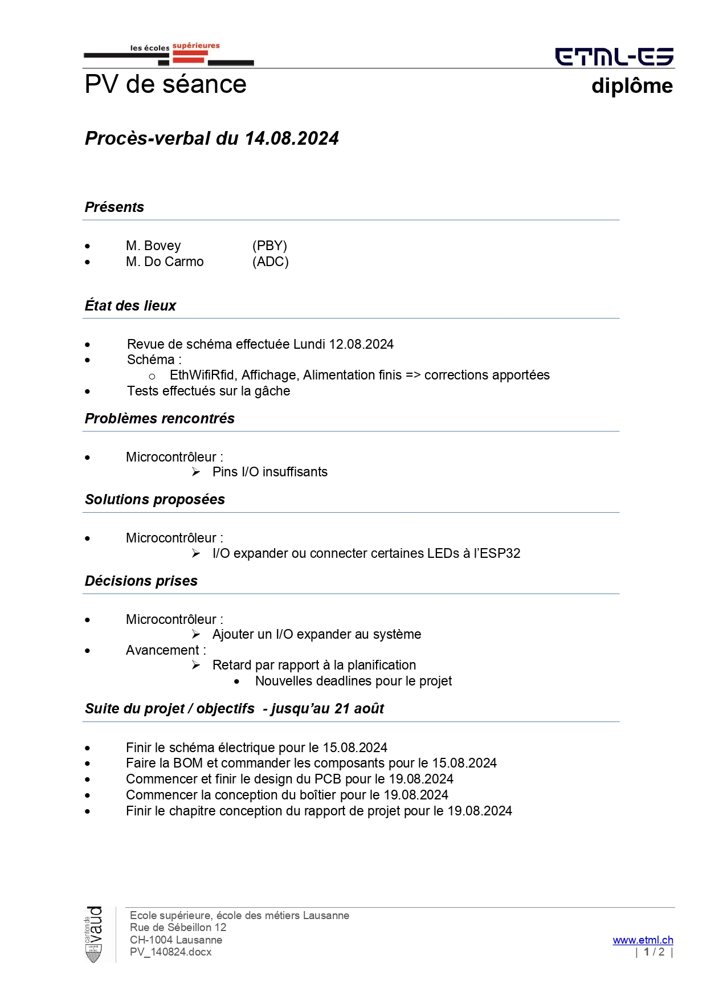 les écoles supérieures
ETML-ES
PV de séance diplôme
Procès-verbal du 14.08.2024
Présents
• M. Bovey (PBY)
• M. Do Carmo (ADC)
État des lieux
• Revue de schéma effectuée Lundi 12.08.2024
• Schéma :
o EthWifiRfid, Affichage, Alimentation finis => corrections apportées
• Tests effectués sur la gâche
Problèmes rencontrés
• Microcontrôleur :
➢ Pins I/O insuffisants
Solutions proposées
• Microcontrôleur :
➢ I/O expander ou connecter certaines LEDs à l’ESP32
Décisions prises
• Microcontrôleur :
➢ Ajouter un I/O expander au système
• Avancement :
➢ Retard par rapport à la planification
• Nouvelles deadlines pour le projet
Suite du projet / objectifs - jusqu’au 21 août
• Finir le schéma électrique pour le 15.08.2024
• Faire la BOM et commander les composants pour le 15.08.2024
• Commencer et finir le design du PCB pour le 19.08.2024
• Commencer la conception du boîtier pour le 19.08.2024
• Finir le chapitre conception du rapport de projet pour le 19.08.2024
canton de
vaud
LIBERTÉ
ET
PATRIE
Ecole supérieure, école des métiers Lausanne
Rue de Sébeillon 12
CH-1004 Lausanne www.etml.ch
PV_140824.docx | 1 / 2 |